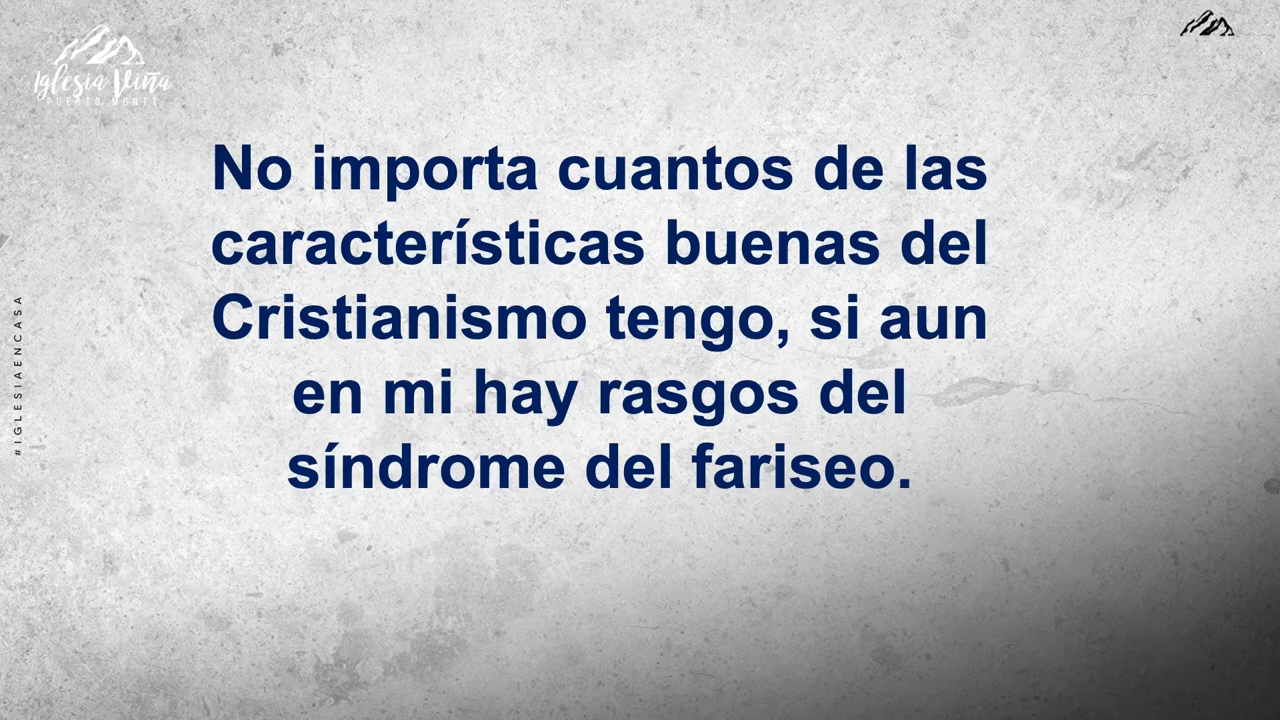 Iglesia Viña
PUERTO MONTT
No importa cuantos de las
características buenas del
Cristianismo tengo, si aun
en mi hay rasgos del
síndrome del fariseo.
#IGLESIAENCASA